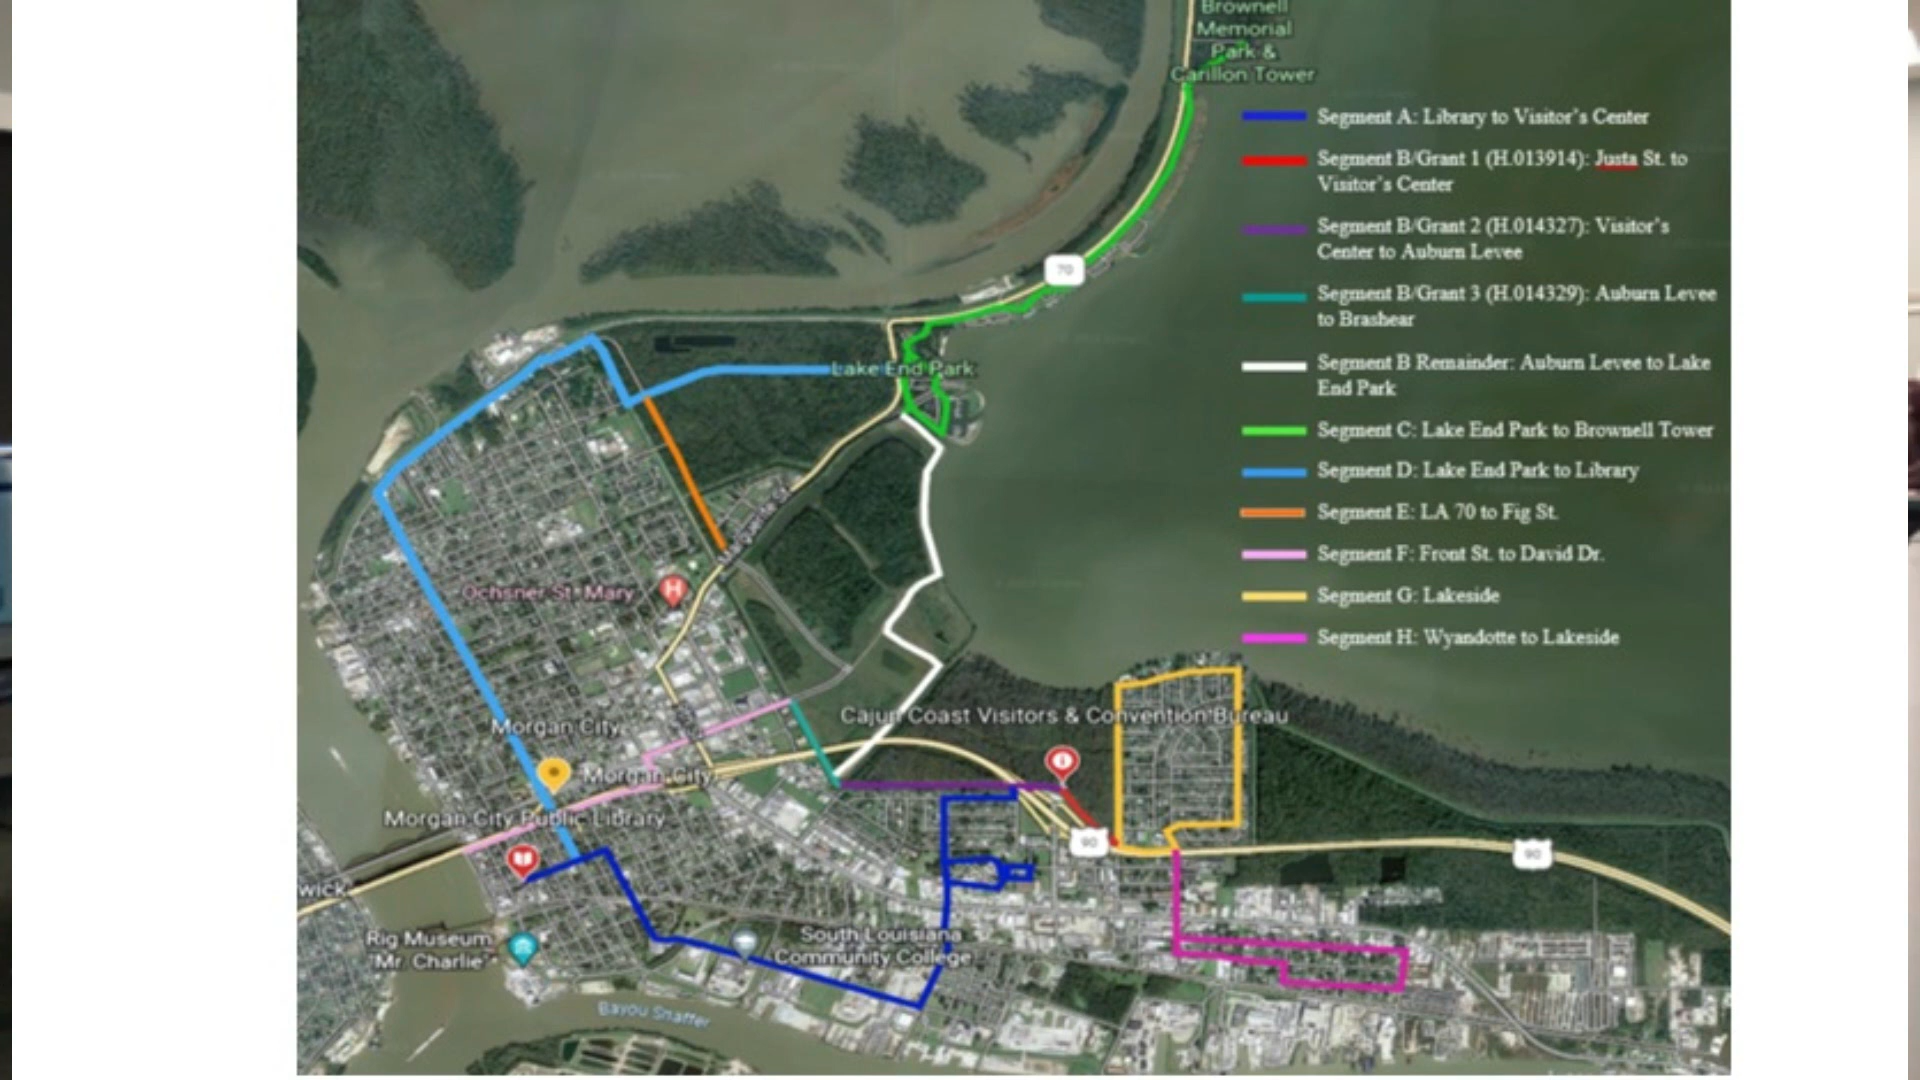 Brownell
Memorial
Park &
Carillon Tower
Segment A: Library to Visitor's Center
Segment B/Grant 1 (H.013914): Justa St. to
Visitor's Center
Segment B/Grant 2 (H.014327): Visitor's
Center to Auburn Levee
70
Segment B/Grant 3 (H.014329): Auburn Levee
to Brashear
Lake End Park
Segment B Remainder: Auburn Levee to Lake
End Park
Segment C: Lake End Park to Brownell Tower
Segment D: Lake End Park to Library
Segment E: LA 70 to Fig St.
Segment F: Front St. to David Dr.
Ochsner St. Mary
H
Segment G: Lakeside
Segment H: Wyandotte to Lakeside
Cajun Coast Visitors & Convention Bureau
Morgan City
Morgan City
Morgan City Public Library
90
90
wick
Rig Museum
"Mr. Charlie"
South Louisiana
Community College
Bayou Shaffer